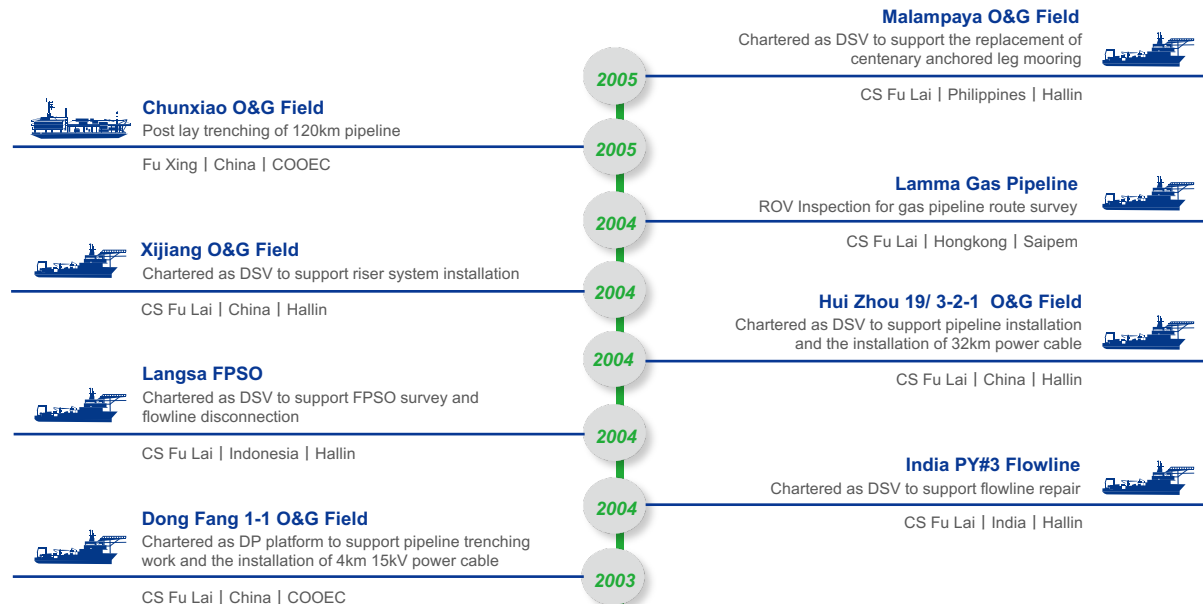 Malampaya O&G Field
Chartered as DSV to support the replacement of
centenary anchored leg mooring
2005
CS Fu Lai | Philippines | Hallin
Chunxiao O&G Field
Post lay trenching of 120km pipeline
2005
Fu Xing | China | COOEC
Lamma Gas Pipeline
ROV Inspection for gas pipeline route survey
2004
CS Fu Lai | Hongkong | Saipem
Xijiang O&G Field
Chartered as DSV to support riser system installation
2004
CS Fu Lai | China | Hallin
Hui Zhou 19/ 3-2-1 O&G Field
Chartered as DSV to support pipeline installation
and the installation of 32km power cable
2004
CS Fu Lai | China | Hallin
Langsa FPSO
Chartered as DSV to support FPSO survey and
flowline disconnection
2004
CS Fu Lai | Indonesia | Hallin
India PY#3 Flowline
Chartered as DSV to support flowline repair
2004
CS Fu Lai | India | Hallin
Dong Fang 1-1 O&G Field
Chartered as DP platform to support pipeline trenching
work and the installation of 4km 15kV power cable
2003
CS Fu Lai | China | COOEC